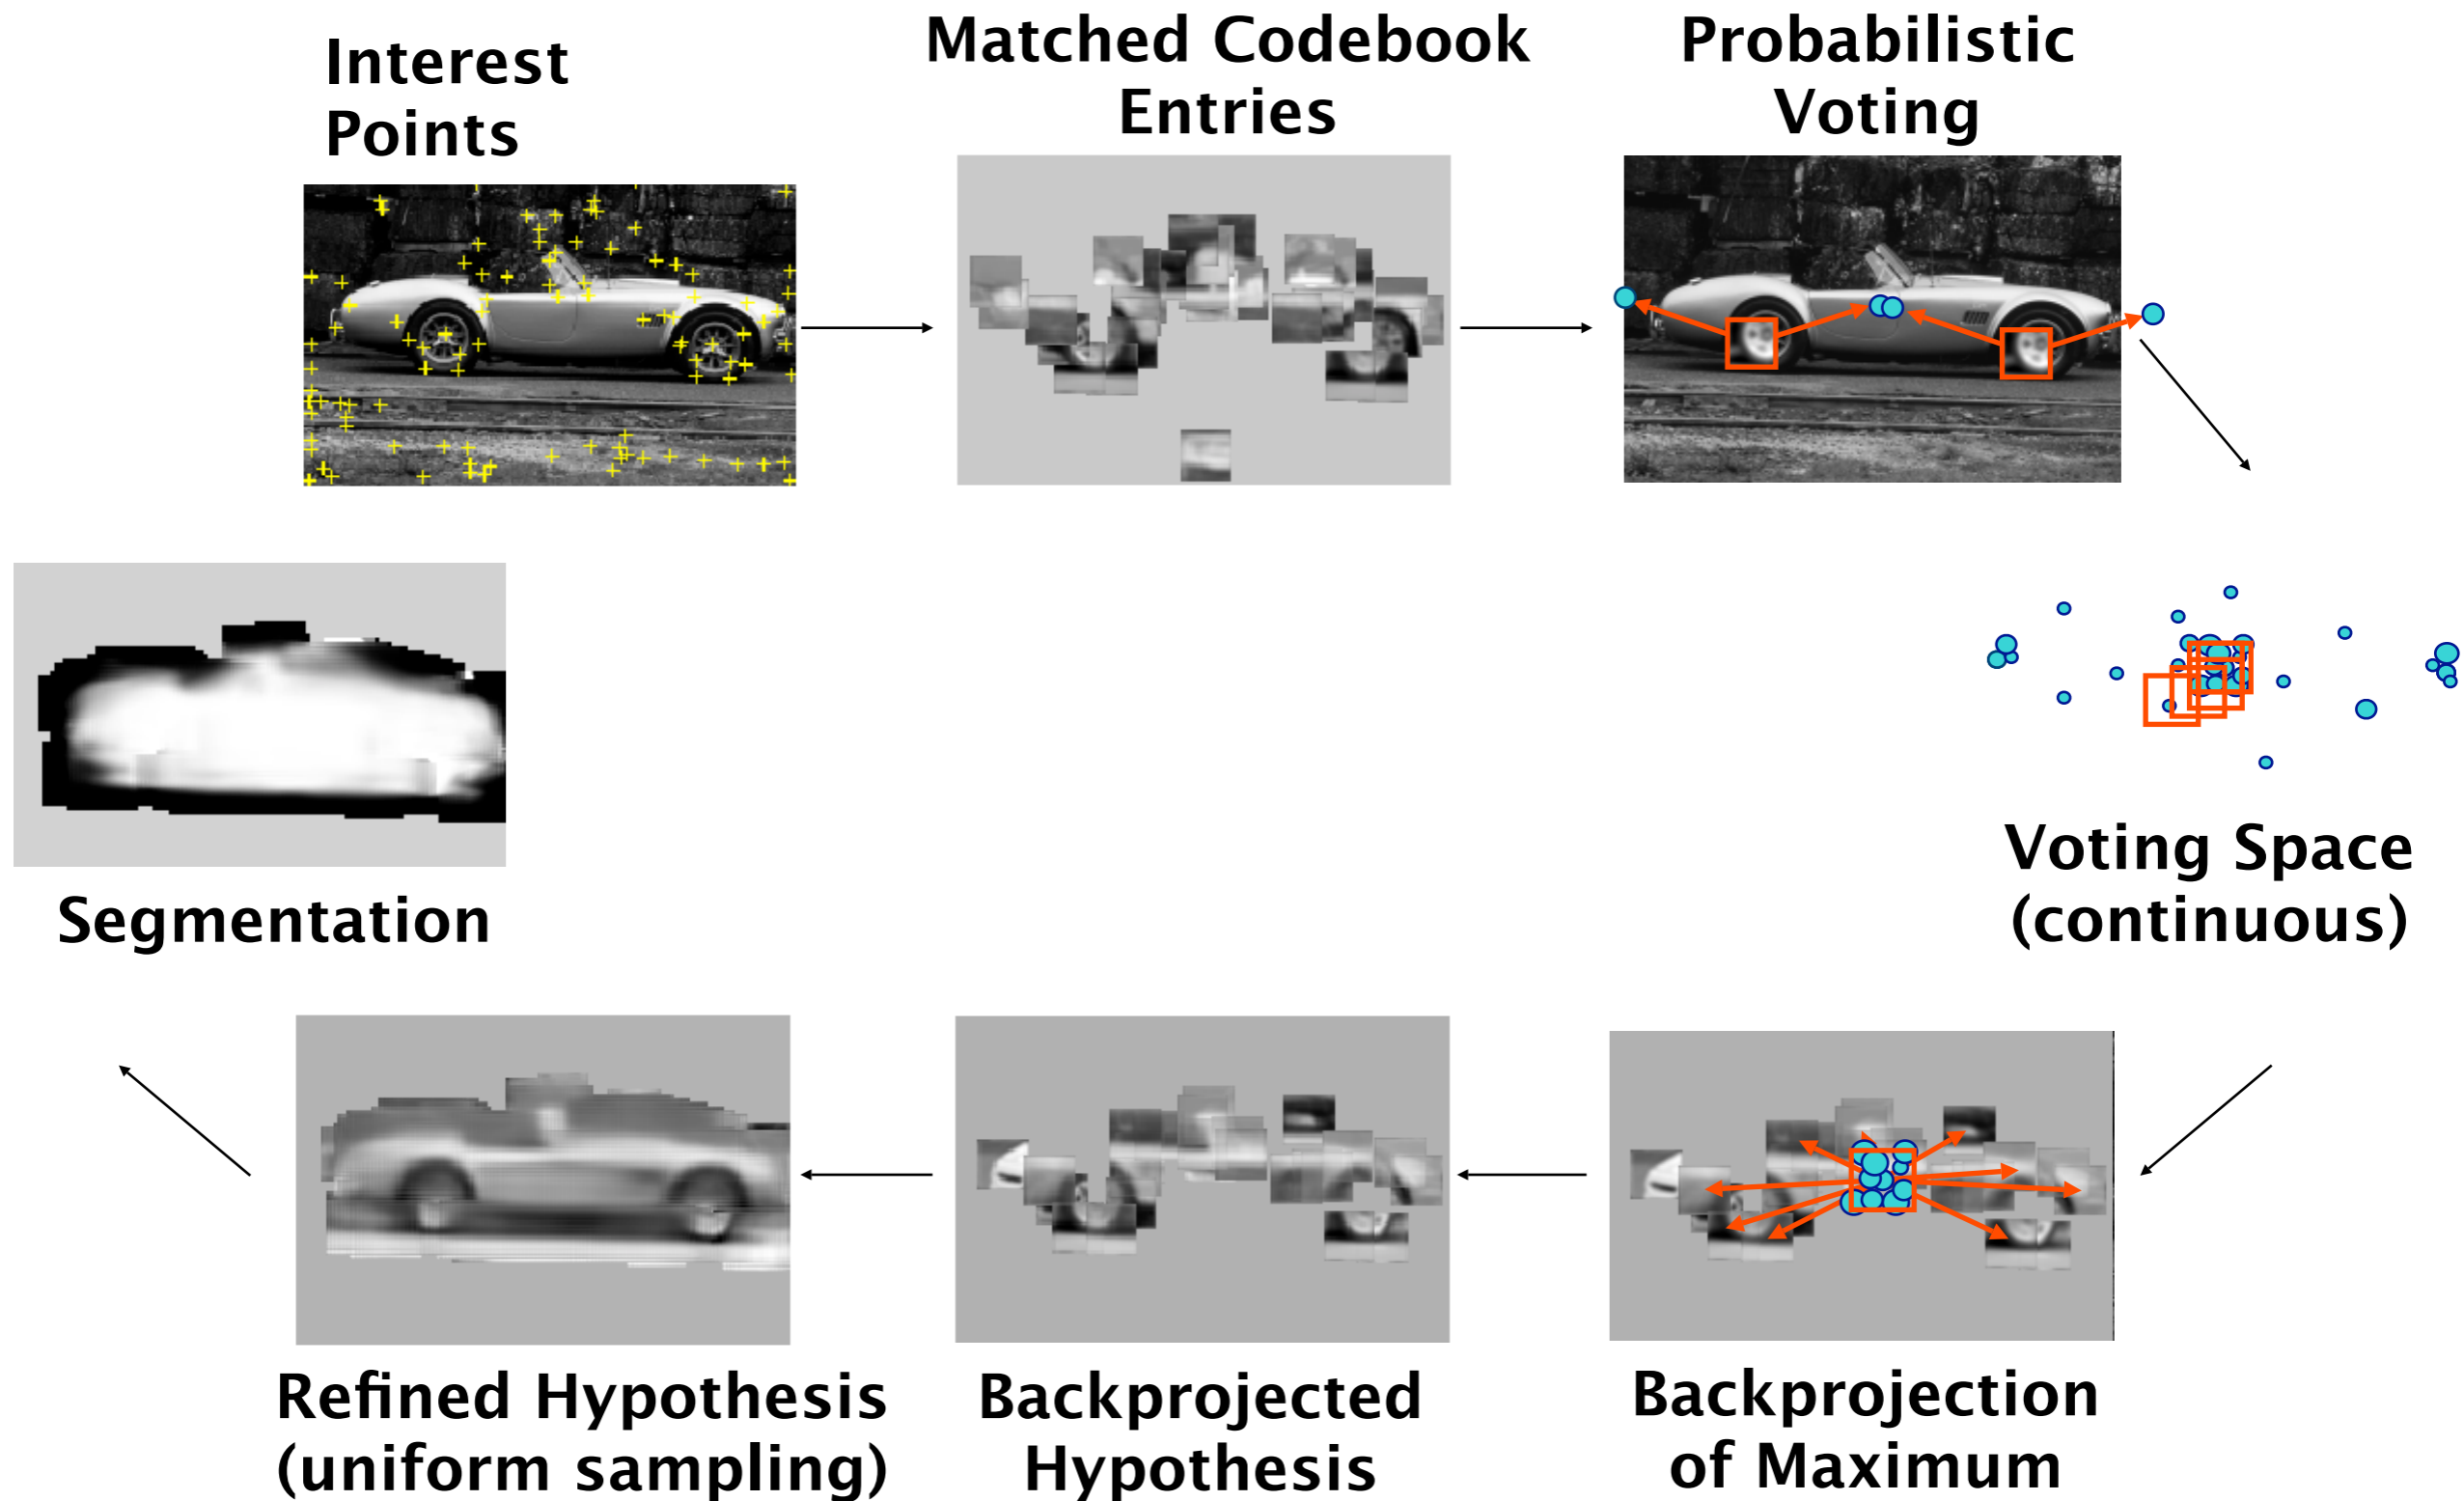 Interest
Points
Matched Codebook
Entries
Probabilistic
Voting
Voting Space
(continuous)
Segmentation
Refined Hypothesis
(uniform sampling)
Backprojected
Hypothesis
Backprojection
of Maximum